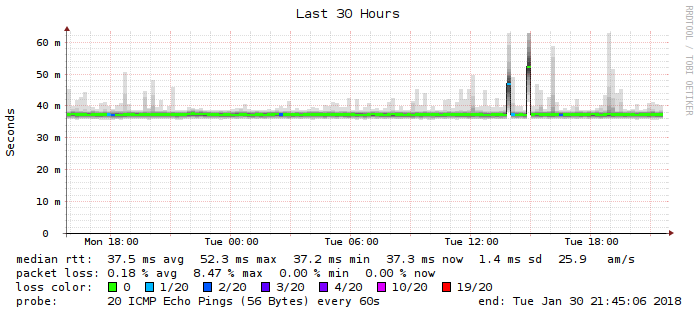 Last 30 Hours
RRDTOOL / TOBI OETIKER
Seconds
60 m
50 m
40 m
30 m
20 m
10 m
0
Mon 18:00 Tue 00:00 Tue 06:00 Tue 12:00 Tue 18:00
median rtt: 37.5 ms avg 52.3 ms max 37.2 ms min 37.3 ms now 1.4 ms sd 25.9 am/s
packet loss: 0.18 % avg 8.47 % max 0.00 % min 0.00 % now
loss color: 0 1/20 2/20 3/20 4/20 10/20 19/20
probe: 20 ICMP Echo Pings (56 Bytes) every 60s end: Tue Jan 30 21:45:06 2018